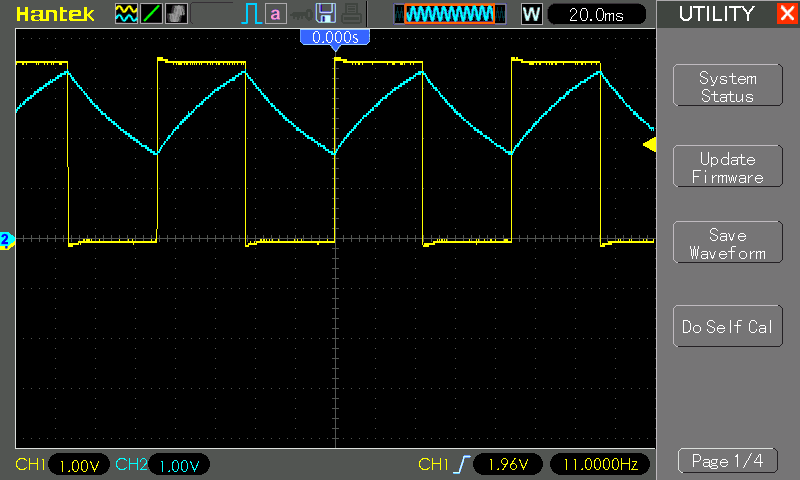 Hantek
a
W
20.0ms
UTILITY
0.000s
System
Status
Update
Firmware
Save
Waveform
Do Self Cal
2
CH1 1.00V CH2 1.00V CH1 1.96V 11.0000Hz
Page 1/4